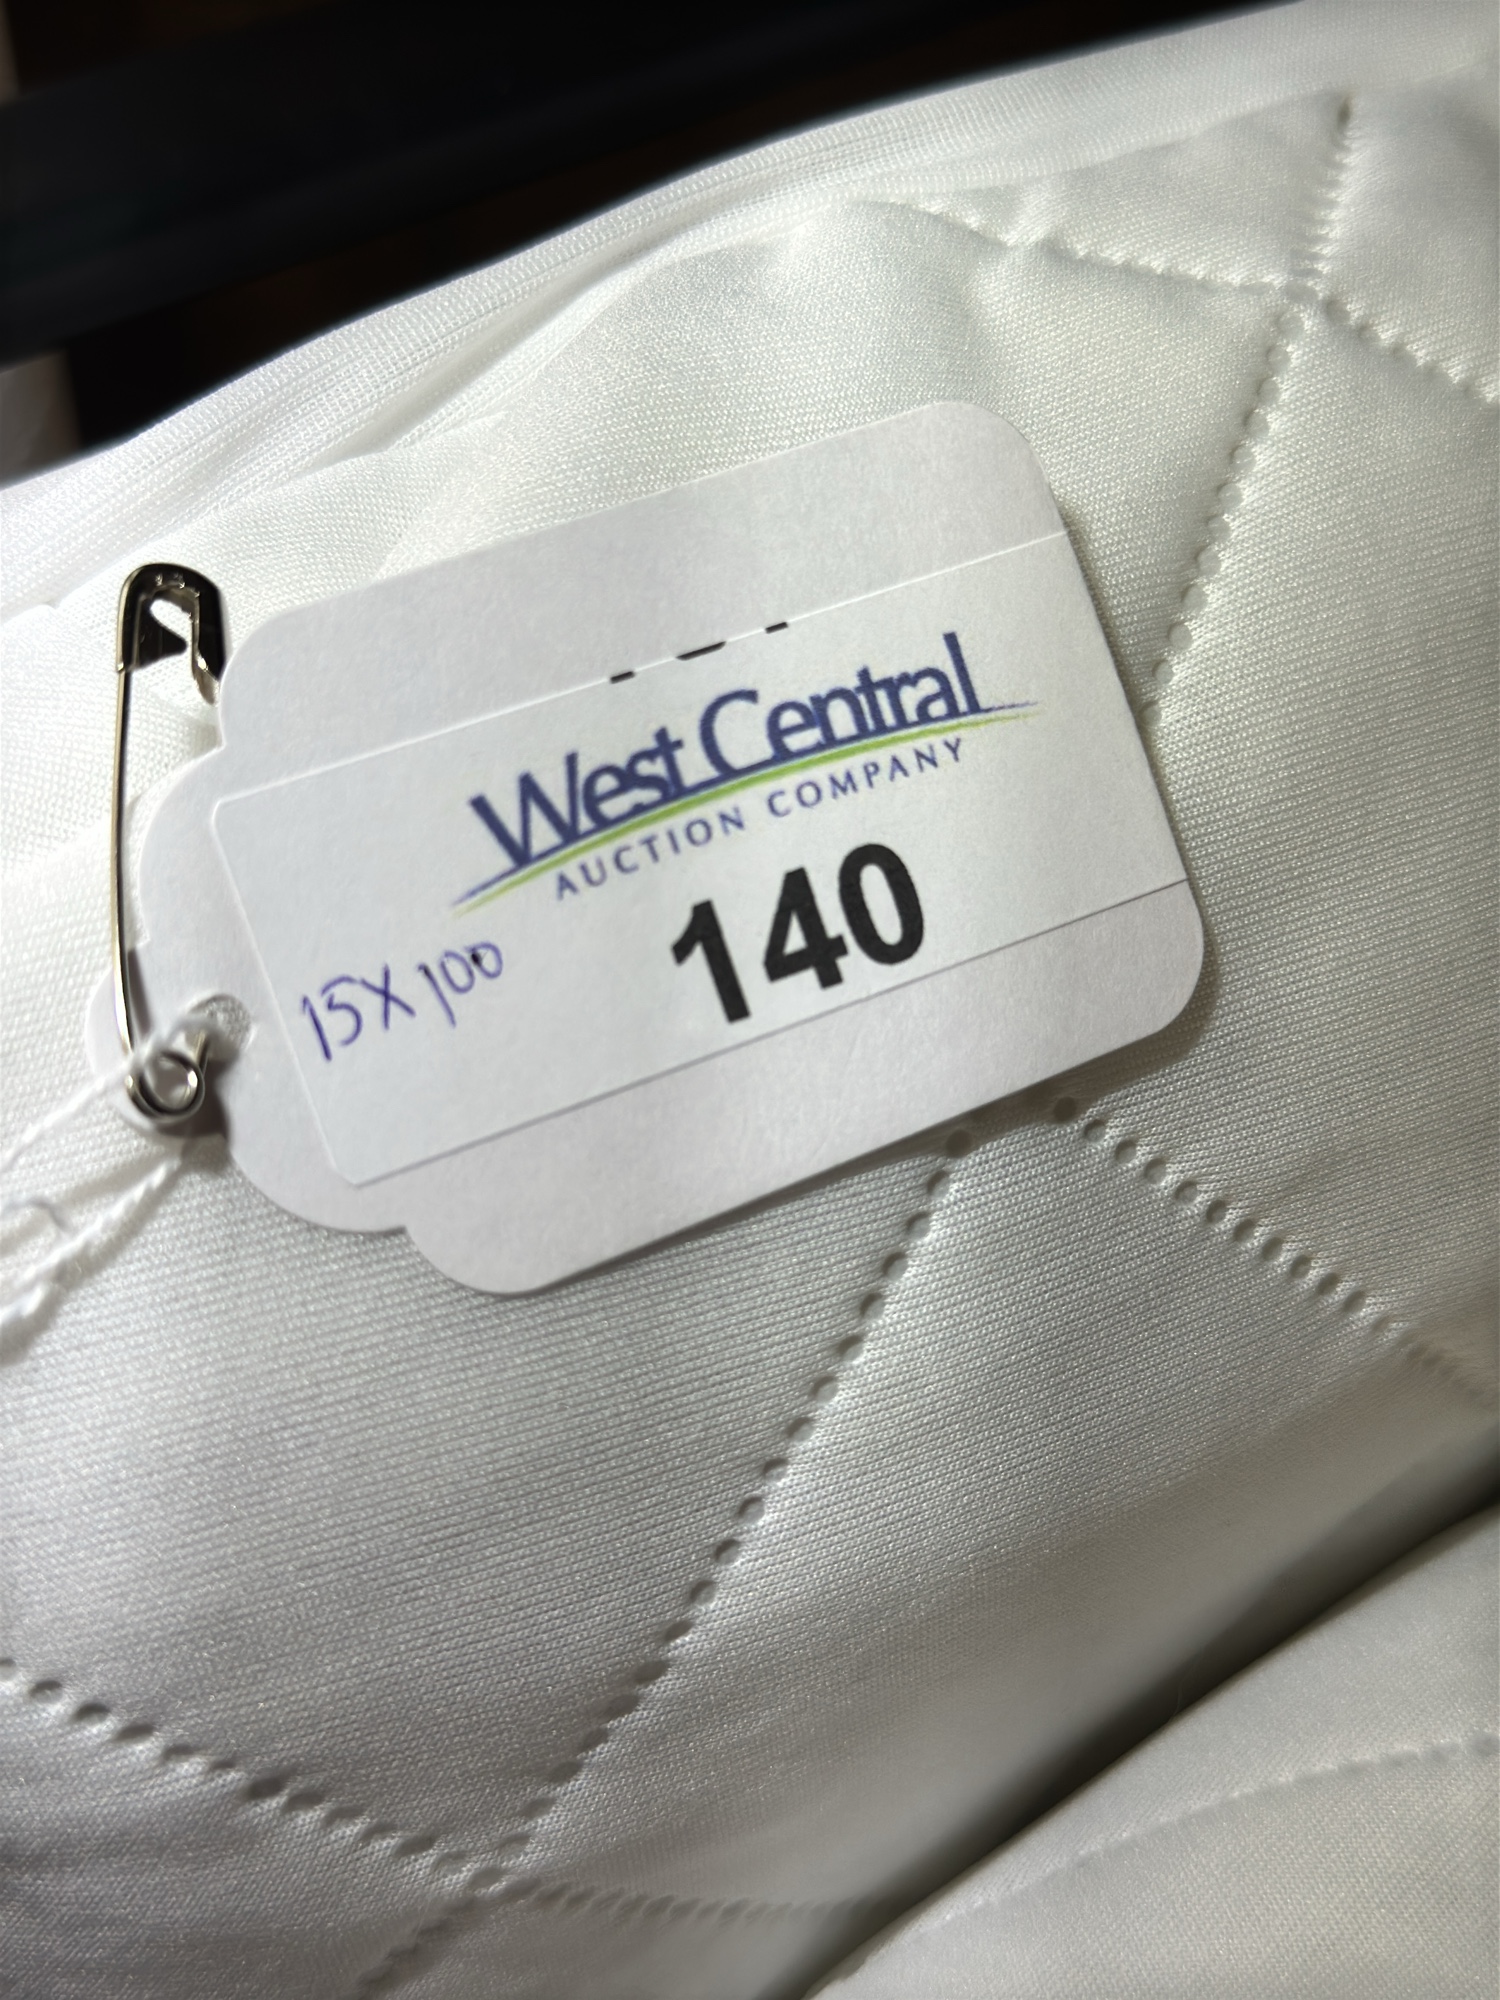 West Central
AUCTION COMPANY
140
15X100